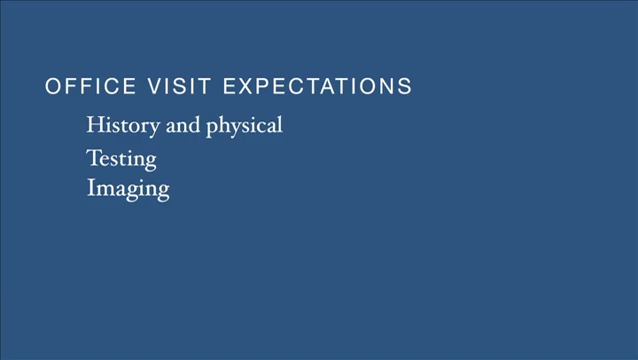 OFFICE VISIT EXPECTATIONS
History and physical
Testing
Imaging